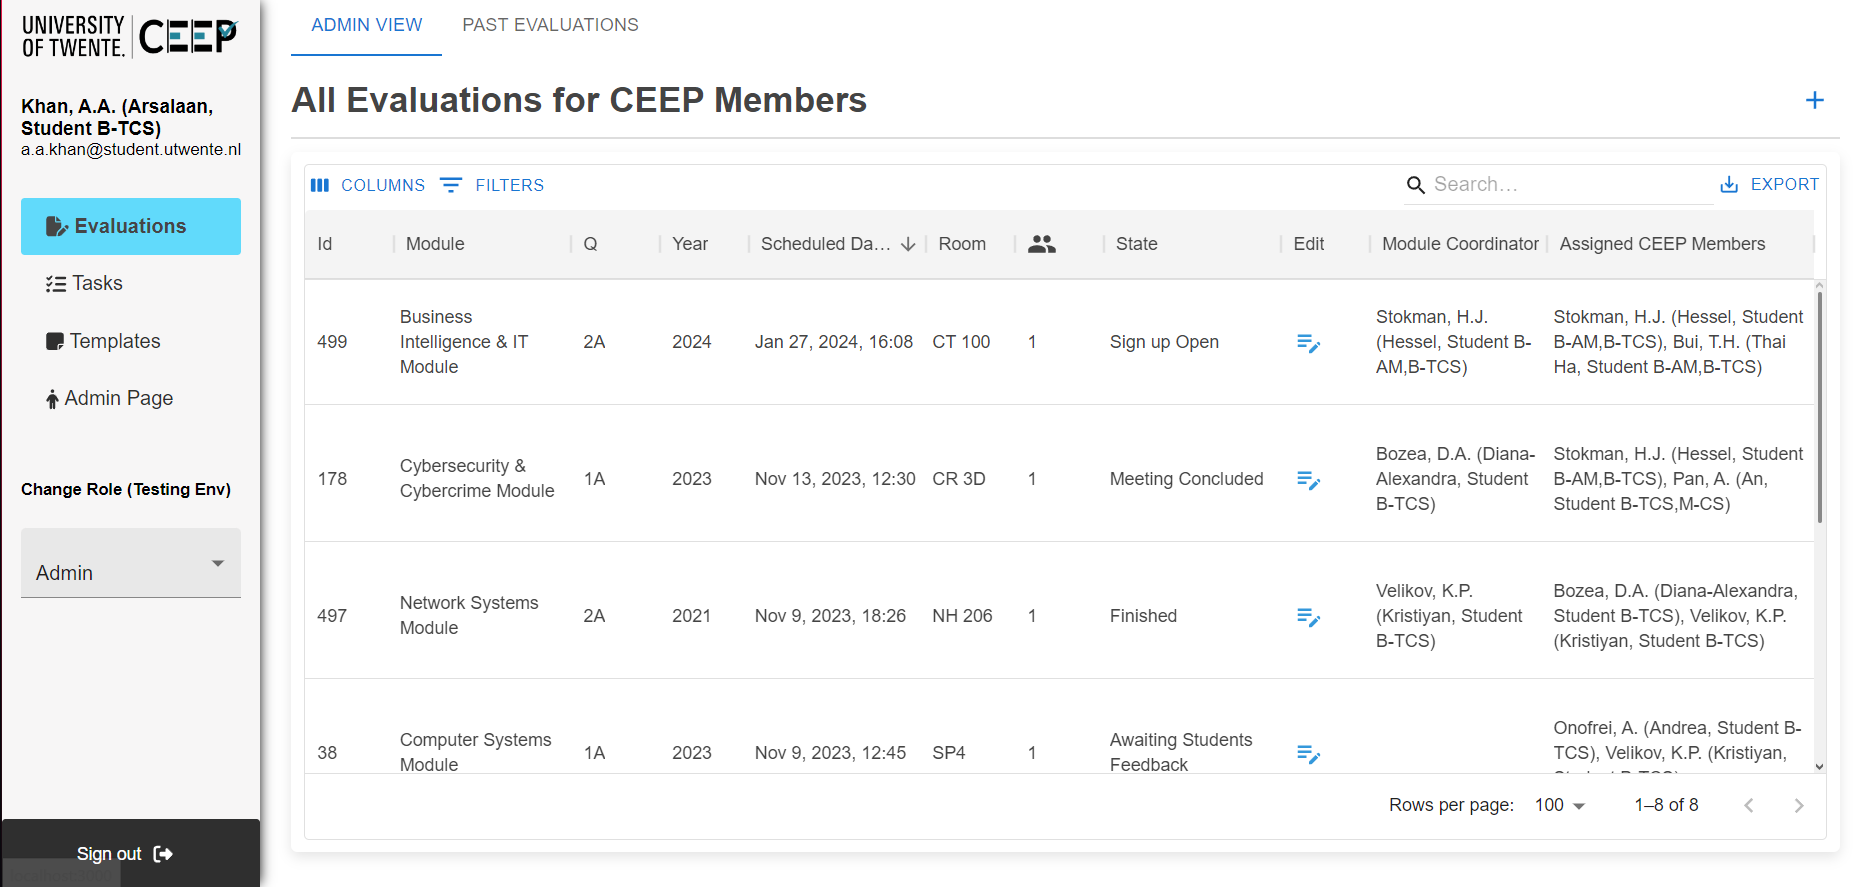 UNIVERSITY
OF TWENTE.
CEEP
Khan, A.A. (Arsalaan,
Student B-TCS)
a.a.khan@student.utwente.nl
Evaluations
Tasks
Templates
Admin Page
Change Role (Testing Env)
Admin
Sign out
ADMIN VIEW PAST EVALUATIONS
All Evaluations for CEEP Members
COLUMNS FILTERS Search... EXPORT
Id Module Q Year Scheduled Da... Room State Edit Module Coordinator Assigned CEEP Members
499
Business
Intelligence & IT
Module
2A
2024
Jan 27, 2024, 16:08
CT 100
1
Sign up Open
Stokman, H.J.
(Hessel, Student B-
AM,B-TCS)
Stokman, H.J. (Hessel, Student
B-AM,B-TCS), Bui, T.H. (Thai
Ha, Student B-AM,B-TCS)
178
Cybersecurity &
Cybercrime Module
1A
2023
Nov 13, 2023, 12:30
CR 3D
1
Meeting Concluded
Bozea, D.A. (Diana-
Alexandra, Student
B-TCS)
Stokman, H.J. (Hessel, Student
B-AM,B-TCS), Pan, A. (An,
Student B-TCS,M-CS)
497
Network Systems
Module
2A
2021
Nov 9, 2023, 18:26
NH 206
1
Finished
Velikov, K.P.
(Kristiyan, Student
B-TCS)
Bozea, D.A. (Diana-Alexandra,
Student B-TCS), Velikov, K.P.
(Kristiyan, Student B-TCS)
38
Computer Systems
Module
1A
2023
Nov 9, 2023, 12:45
SP4
1
Awaiting Students
Feedback
Onofrei, A. (Andrea, Student B-
TCS), Velikov, K.P. (Kristiyan,
Rows per page: 100 1–8 of 8